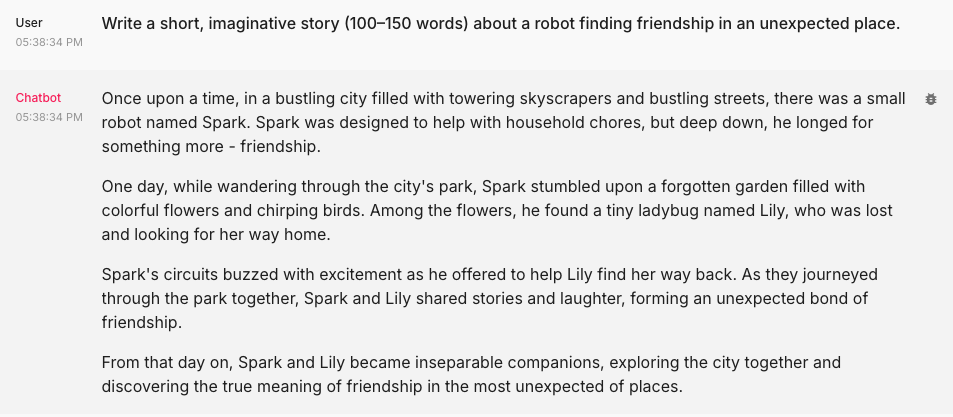 User
05:38:34 PM
Write a short, imaginative story (100–150 words) about a robot finding friendship in an unexpected place.
Chatbot
05:38:34 PM
Once upon a time, in a bustling city filled with towering skyscrapers and bustling streets, there was a small
robot named Spark. Spark was designed to help with household chores, but deep down, he longed for
something more - friendship.
One day, while wandering through the city's park, Spark stumbled upon a forgotten garden filled with
colorful flowers and chirping birds. Among the flowers, he found a tiny ladybug named Lily, who was lost
and looking for her way home.
Spark's circuits buzzed with excitement as he offered to help Lily find her way back. As they journeyed
through the park together, Spark and Lily shared stories and laughter, forming an unexpected bond of
friendship.
From that day on, Spark and Lily became inseparable companions, exploring the city together and
discovering the true meaning of friendship in the most unexpected of places.